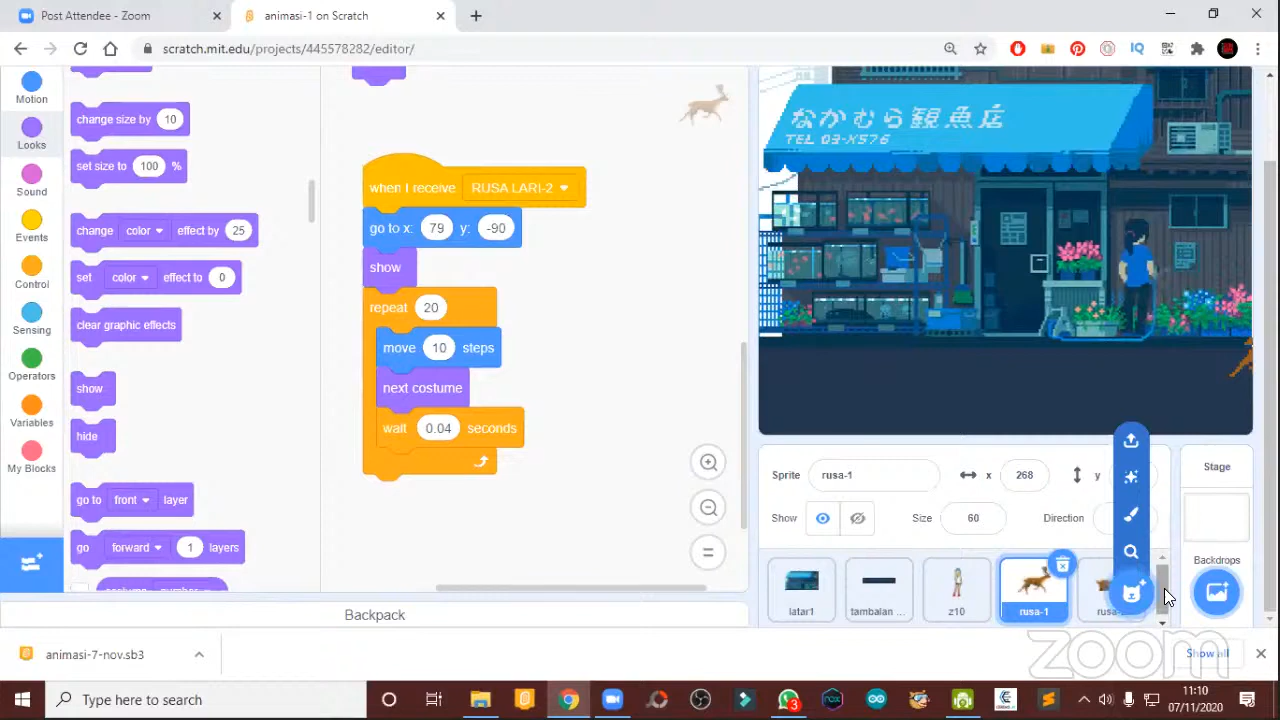 Post Attendee - Zoom
animasi-1 on Scratch
scratch.mit.edu/projects/445578282/editor/
Motion
Looks
Sound
Events
Control
Sensing
Operators
Variables
My Blocks
change size by 10
set size to 100 %
change color effect by 25
set color effect to 0
clear graphic effects
show
hide
go to front layer
go forward 1 layers
when I receive RUSA LARI-2
go to x: 79 y: -90
show
repeat 20
move 10 steps
next costume
wait 0.04 seconds
なかむら観魚店
TEL 03-X576
Sprite rusa-1 x 268 y
Show Size 60 Direction
latar1
tambalan ...
z10
rusa-1
Stage
Backdrops
Backpack
zoom
animasi-7-nov.sb3
Show all
Type here to search
3
11:10
07/11/2020